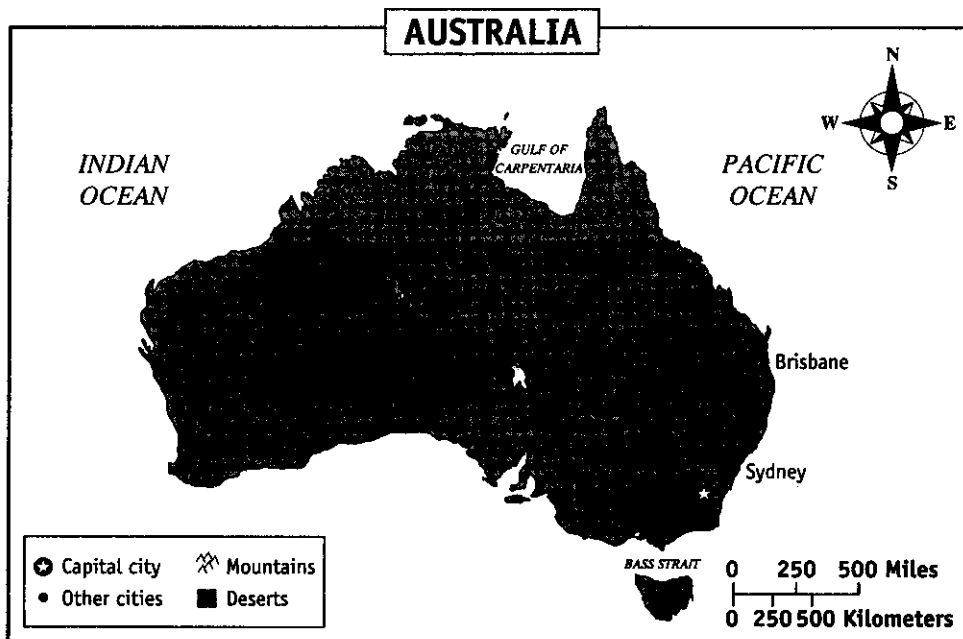 AUSTRALIA
N
W E
S
INDIAN
OCEAN
GULF OF
CARPENTARIA
PACIFIC
OCEAN
Brisbane
Sydney
BASS STRAIT
Capital city
Mountains
Other cities
Deserts
0 250 500 Miles
0 250 500 Kilometers